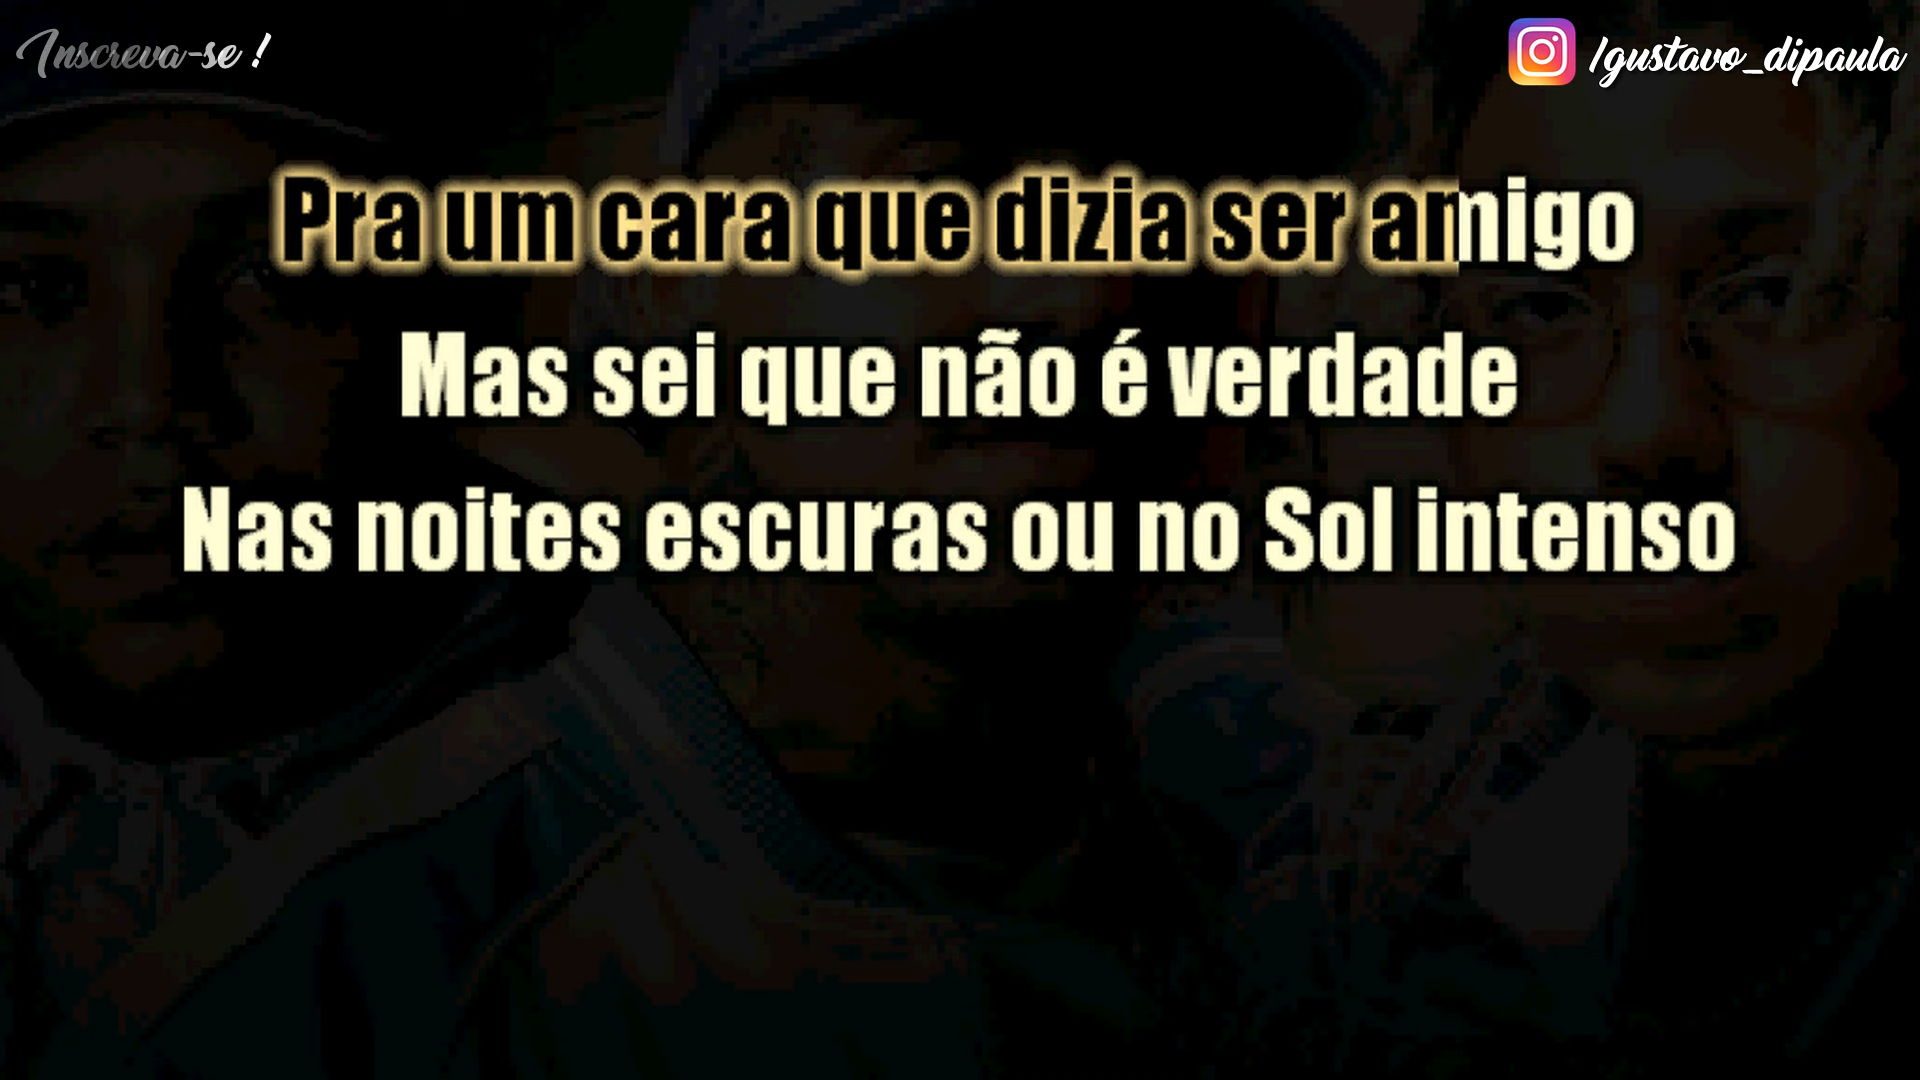 Inscreva-se !
/gustavo_dipaula
Pra um cara que dizia ser amigo
Mas sei que não é verdade
Nas noites escuras ou no Sol intenso